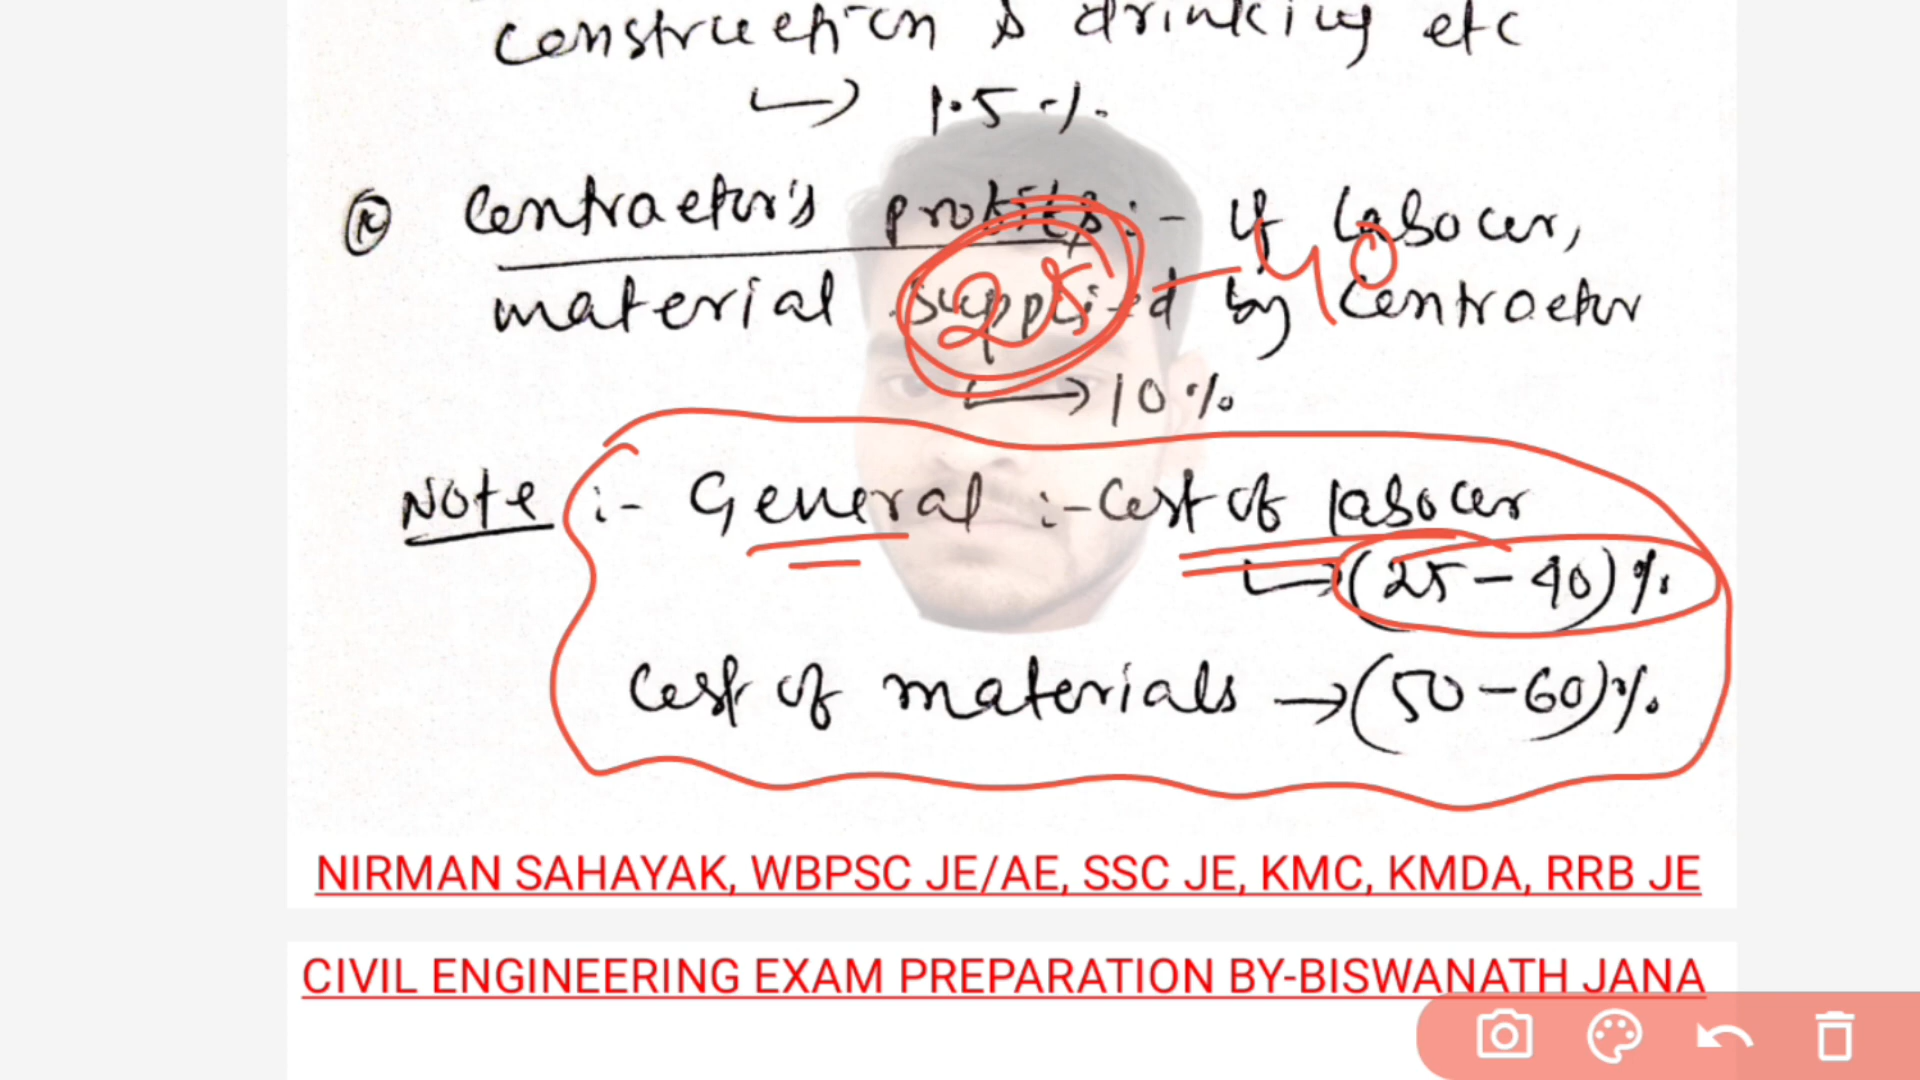 construction & drinking etc
↳ 1.5 %.
Contractor's profits :- if labour,
25 - 40
material supplied by contractor
↳ 10 %.
Note :- General :- Cost of labour
↳ (25 - 40) %.
Cost of materials → (50 - 60) %.
NIRMAN SAHAYAK, WBPSC JE/AE, SSC JE, KMC, KMDA, RRB JE
CIVIL ENGINEERING EXAM PREPARATION BY-BISWANATH JANA